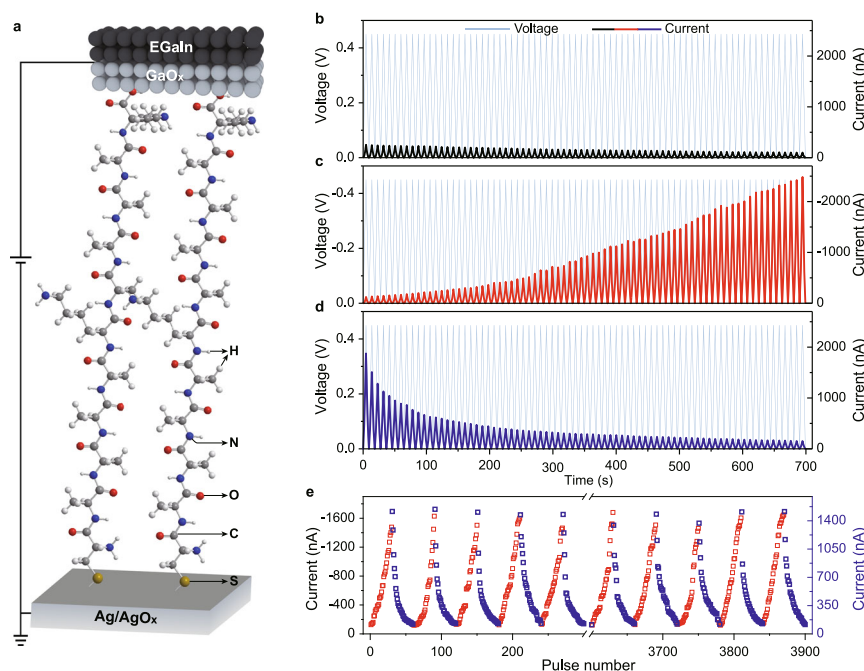 a
EGaIn
GaOx
H
N
O
C
S
Ag/AgOx
b
Voltage
Current
Voltage (V)
0.4
0.2
0.0
Current (nA)
2000
1000
0
c
Voltage (V)
-0.4
-0.2
0.0
Current (nA)
-2000
-1000
0
d
Voltage (V)
0.4
0.2
0.0
Current (nA)
2000
1000
0
0 100 200 300 400 500 600 700
Time (s)
e
Current (nA)
-1600
-1200
-800
-400
0
Current (nA)
1400
1050
700
350
0
0 100 200 3700 3800 3900
Pulse number